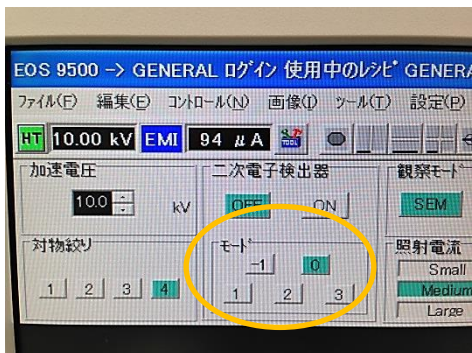 EOS 9500 -> GENERAL ログイン 使用中のレシピ GENERA
ファイル(F) 編集(E) コントロール(N) 画像(I) ツール(T) 設定(P)
HT 10.00 kV EMI 94 μA TOOL
加速電圧 二次電子検出器 観察モード
10.0 kV OFF ON SEM
対物絞り モード 照射電流
-1 0 Small
1 2 3 4 1 2 3 Medium
Large